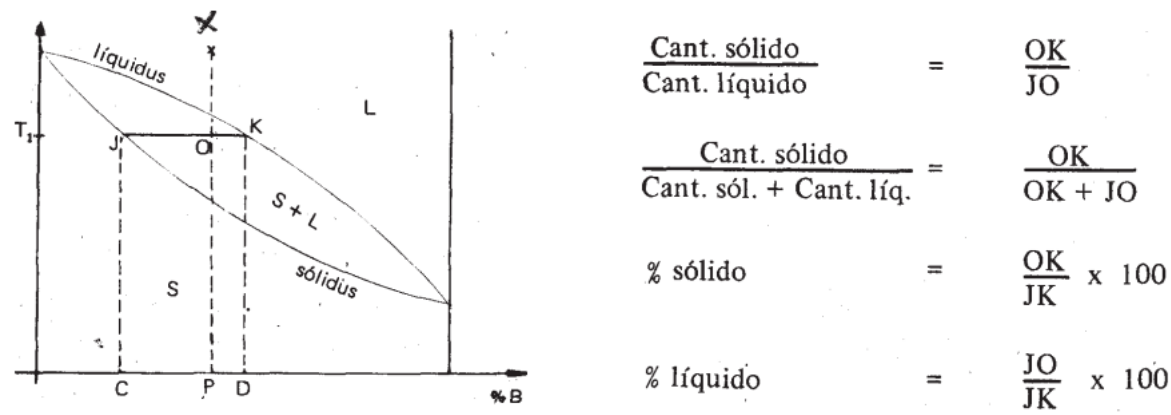 X
líquidus
L
T₁
J
O
K
S + L
sólidus
S
C
P
D
% B
Cant. sólido / Cant. líquido = OK / JO
Cant. sólido / Cant. sól. + Cant. líq. = OK / OK + JO
% sólido = OK / JK x 100
% líquido = JO / JK x 100